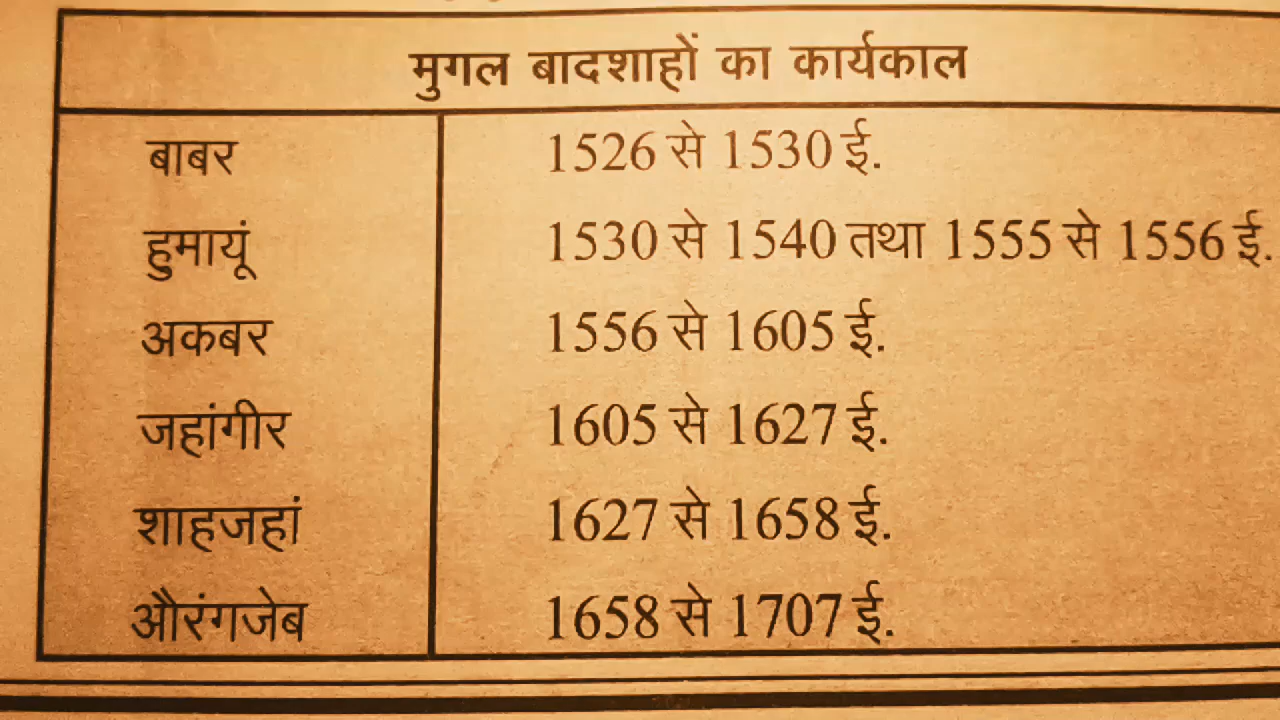 मुगल बादशाहों का कार्यकाल
बाबर 1526 से 1530 ई.
हुमायूं 1530 से 1540 तथा 1555 से 1556 ई.
अकबर 1556 से 1605 ई.
जहांगीर 1605 से 1627 ई.
शाहजहां 1627 से 1658 ई.
औरंगजेब 1658 से 1707 ई.